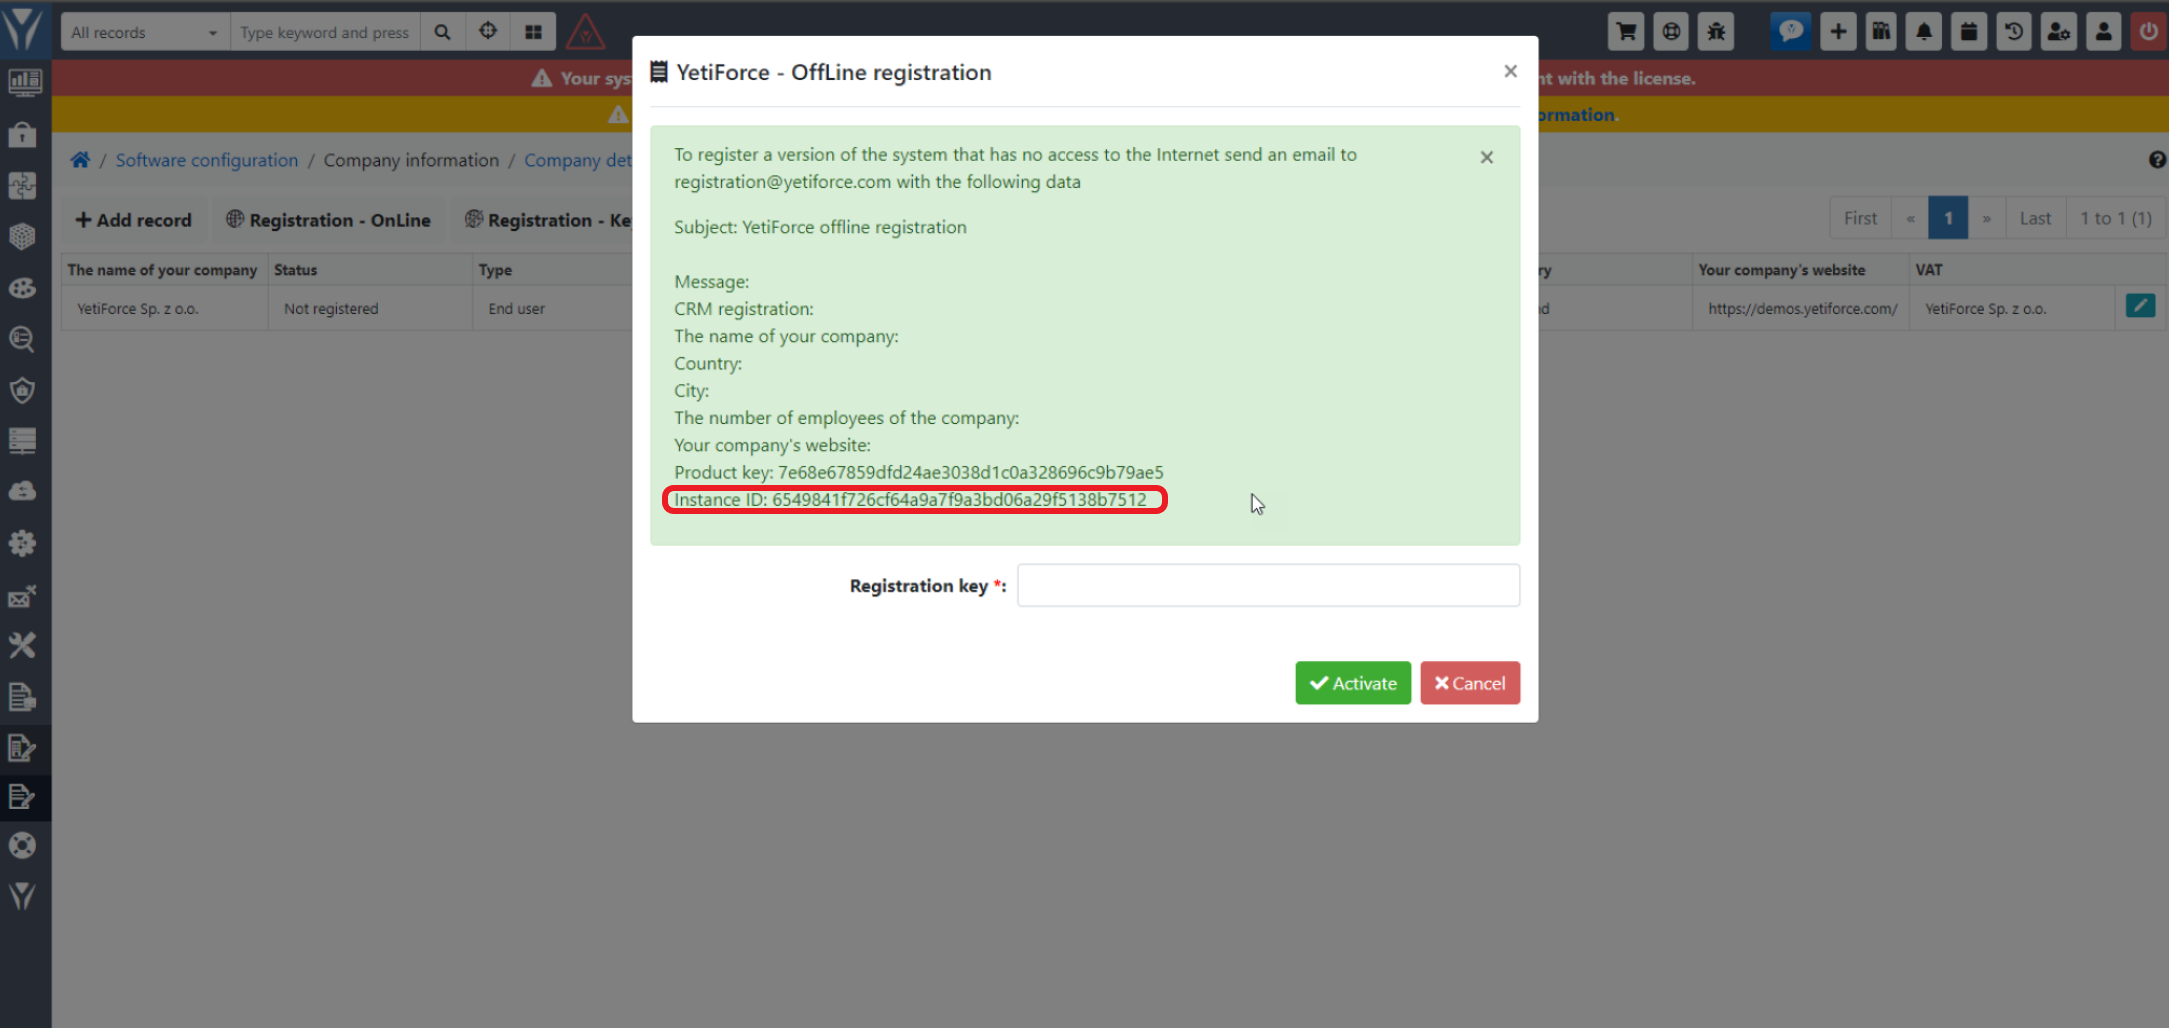 All records
Type keyword and press
Your sys
nt with the license.
ormation.
/ Software configuration / Company information / Company det
Add record
Registration - OnLine
Registration - Ke
First « 1 » Last 1 to 1 (1)
The name of your company Status Type ry Your company's website VAT
YetiForce Sp. z o.o. Not registered End user nd https://demos.yetiforce.com/ YetiForce Sp. z o.o.
YetiForce - OffLine registration
To register a version of the system that has no access to the Internet send an email to
registration@yetiforce.com with the following data
Subject: YetiForce offline registration
Message:
CRM registration:
The name of your company:
Country:
City:
The number of employees of the company:
Your company's website:
Product key: 7e68e67859dfd24ae3038d1c0a328696c9b79ae5
Instance ID: 6549841f726cf64a9a7f9a3bd06a29f5138b7512
Registration key *:
Activate
Cancel